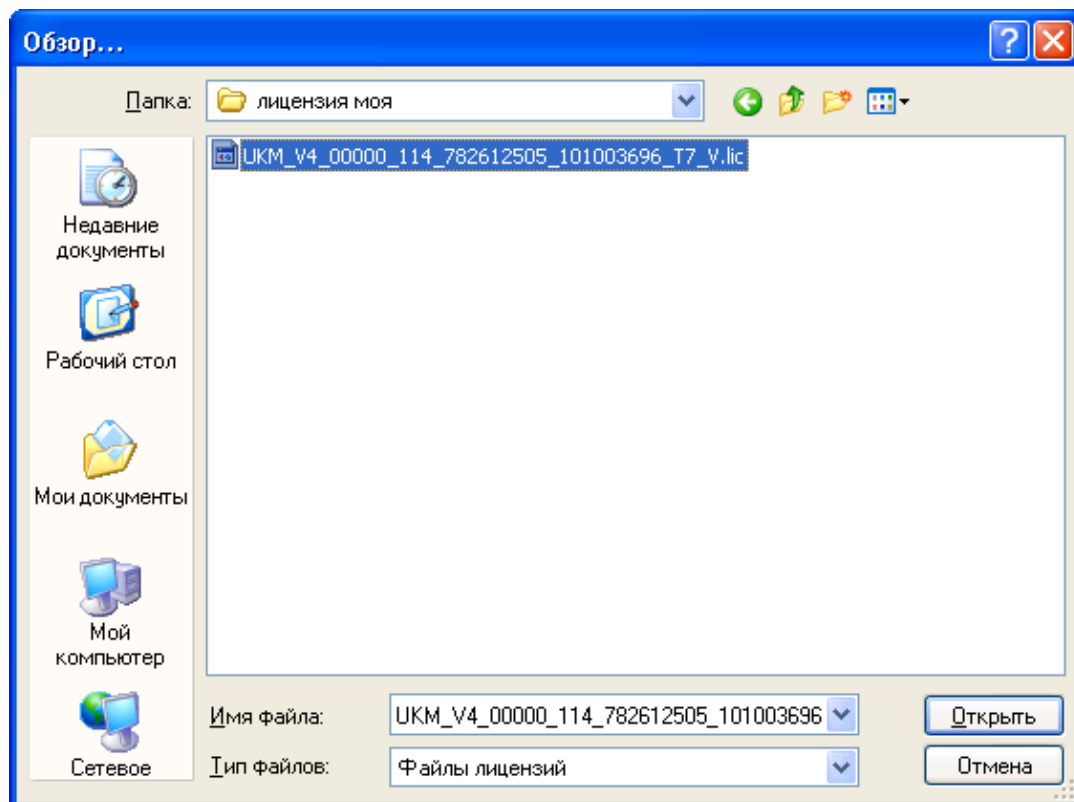 Обзор...
Папка:
лицензия моя
UKM_V4_00000_114_782612505_101003696_T7_V.lic
Недавние
документы
Рабочий стол
Мои документы
Мой
компьютер
Сетевое
Имя файла:
UKM_V4_00000_114_782612505_101003696
Открыть
Тип файлов:
Файлы лицензий
Отмена